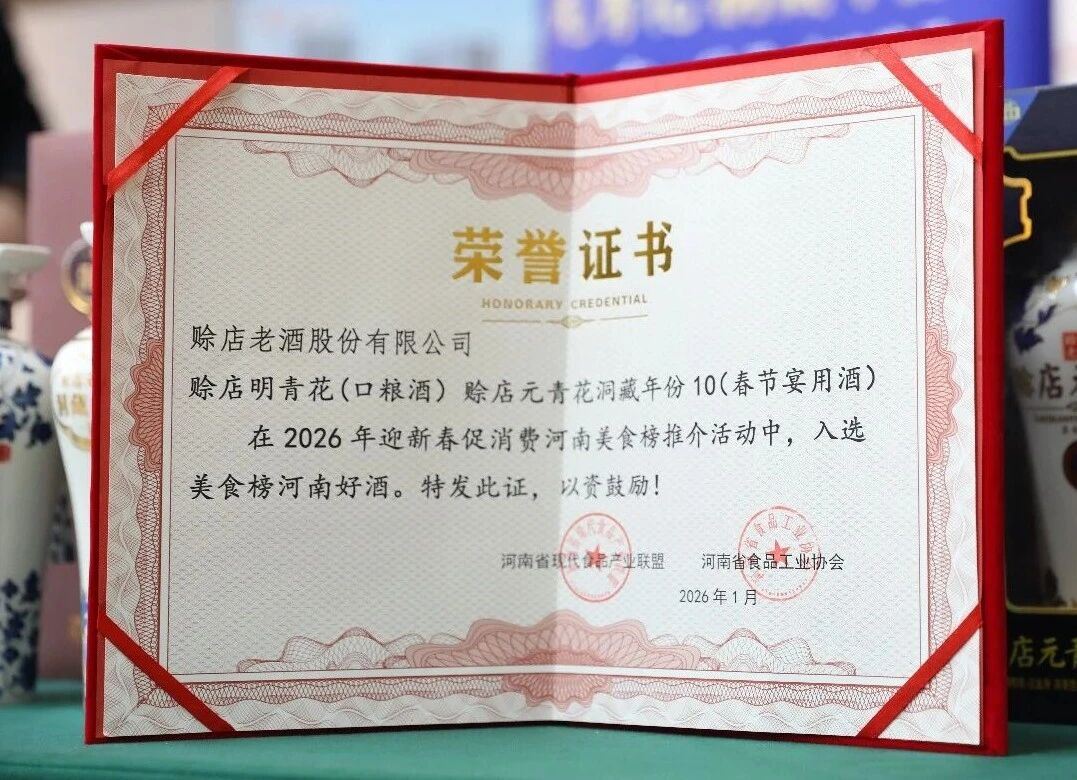 荣誉证书
HONORARY CREDENTIAL
赊店老酒股份有限公司
赊店明青花(口粮酒) 赊店元青花洞藏年份10(春节宴用酒)
在2026年迎新春促消费河南美食榜推介活动中，入选
美食榜河南好酒。特发此证，以资鼓励!
河南省现代食品产业联盟 河南省食品工业协会
2026年1月
店元青